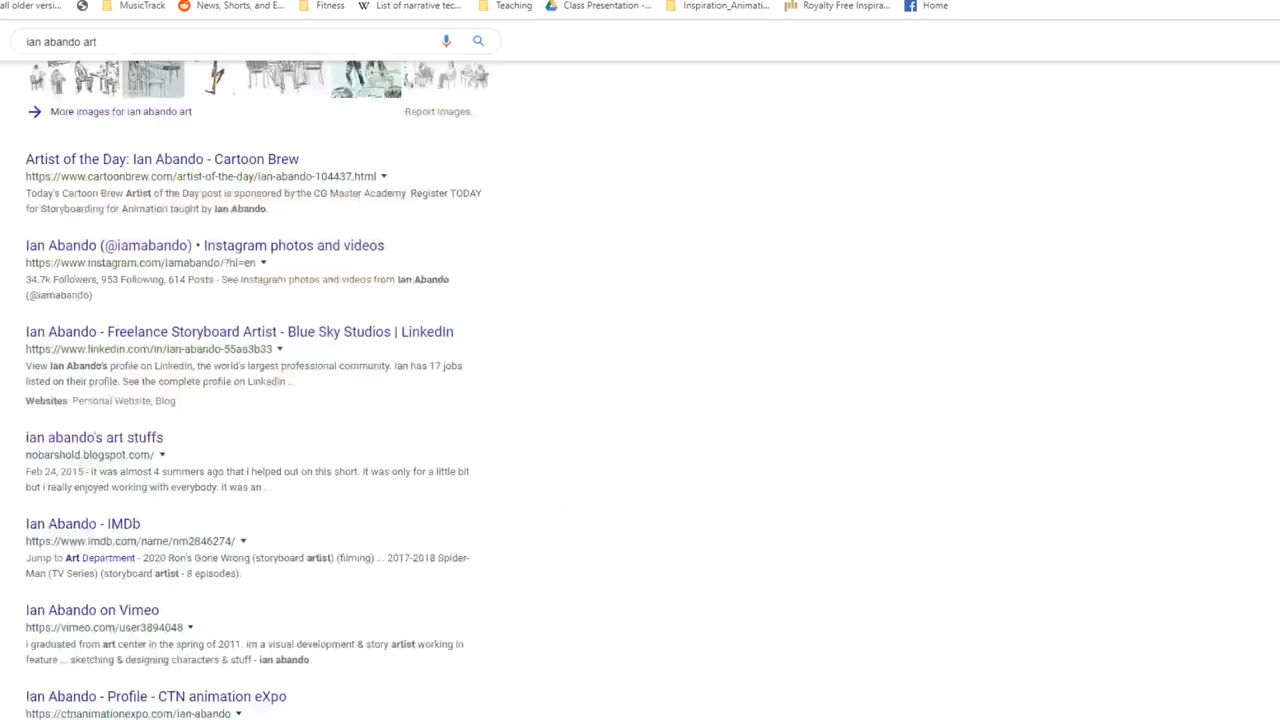 all older versi...
MusicTrack
News, Shorts, and E...
Fitness
List of narrative tec...
Teaching
Class Presentation -...
Inspiration_Animati...
Royalty Free Inspira...
Home
ian abando art
More images for ian abando art
Report images
Artist of the Day: Ian Abando - Cartoon Brew
https://www.cartoonbrew.com/artist-of-the-day/ian-abando-104437.html
Today's Cartoon Brew Artist of the Day post is sponsored by the CG Master Academy. Register TODAY
for Storyboarding for Animation taught by Ian Abando.
Ian Abando (@iamabando) • Instagram photos and videos
https://www.instagram.com/iamabando/?hl=en
34.7k Followers, 953 Following, 614 Posts - See Instagram photos and videos from Ian Abando
(@iamabando)
Ian Abando - Freelance Storyboard Artist - Blue Sky Studios | LinkedIn
https://www.linkedin.com/in/ian-abando-55aa3b33
View Ian Abando's profile on LinkedIn, the world's largest professional community. Ian has 17 jobs
listed on their profile. See the complete profile on LinkedIn ...
Websites: Personal Website, Blog
ian abando's art stuffs
nobarshold.blogspot.com/
Feb 24, 2015 - it was almost 4 summers ago that i helped out on this short. It was only for a little bit
but i really enjoyed working with everybody. it was an ...
Ian Abando - IMDb
https://www.imdb.com/name/nm2846274/
Jump to Art Department - 2020 Ron's Gone Wrong (storyboard artist) (filming) ... 2017-2018 Spider-
Man (TV Series) (storyboard artist - 8 episodes).
Ian Abando on Vimeo
https://vimeo.com/user3894048
i graduated from art center in the spring of 2011. im a visual development & story artist working in
feature ... sketching & designing characters & stuff - ian abando.
Ian Abando - Profile - CTN animation eXpo
https://ctnanimationexpo.com/ian-abando